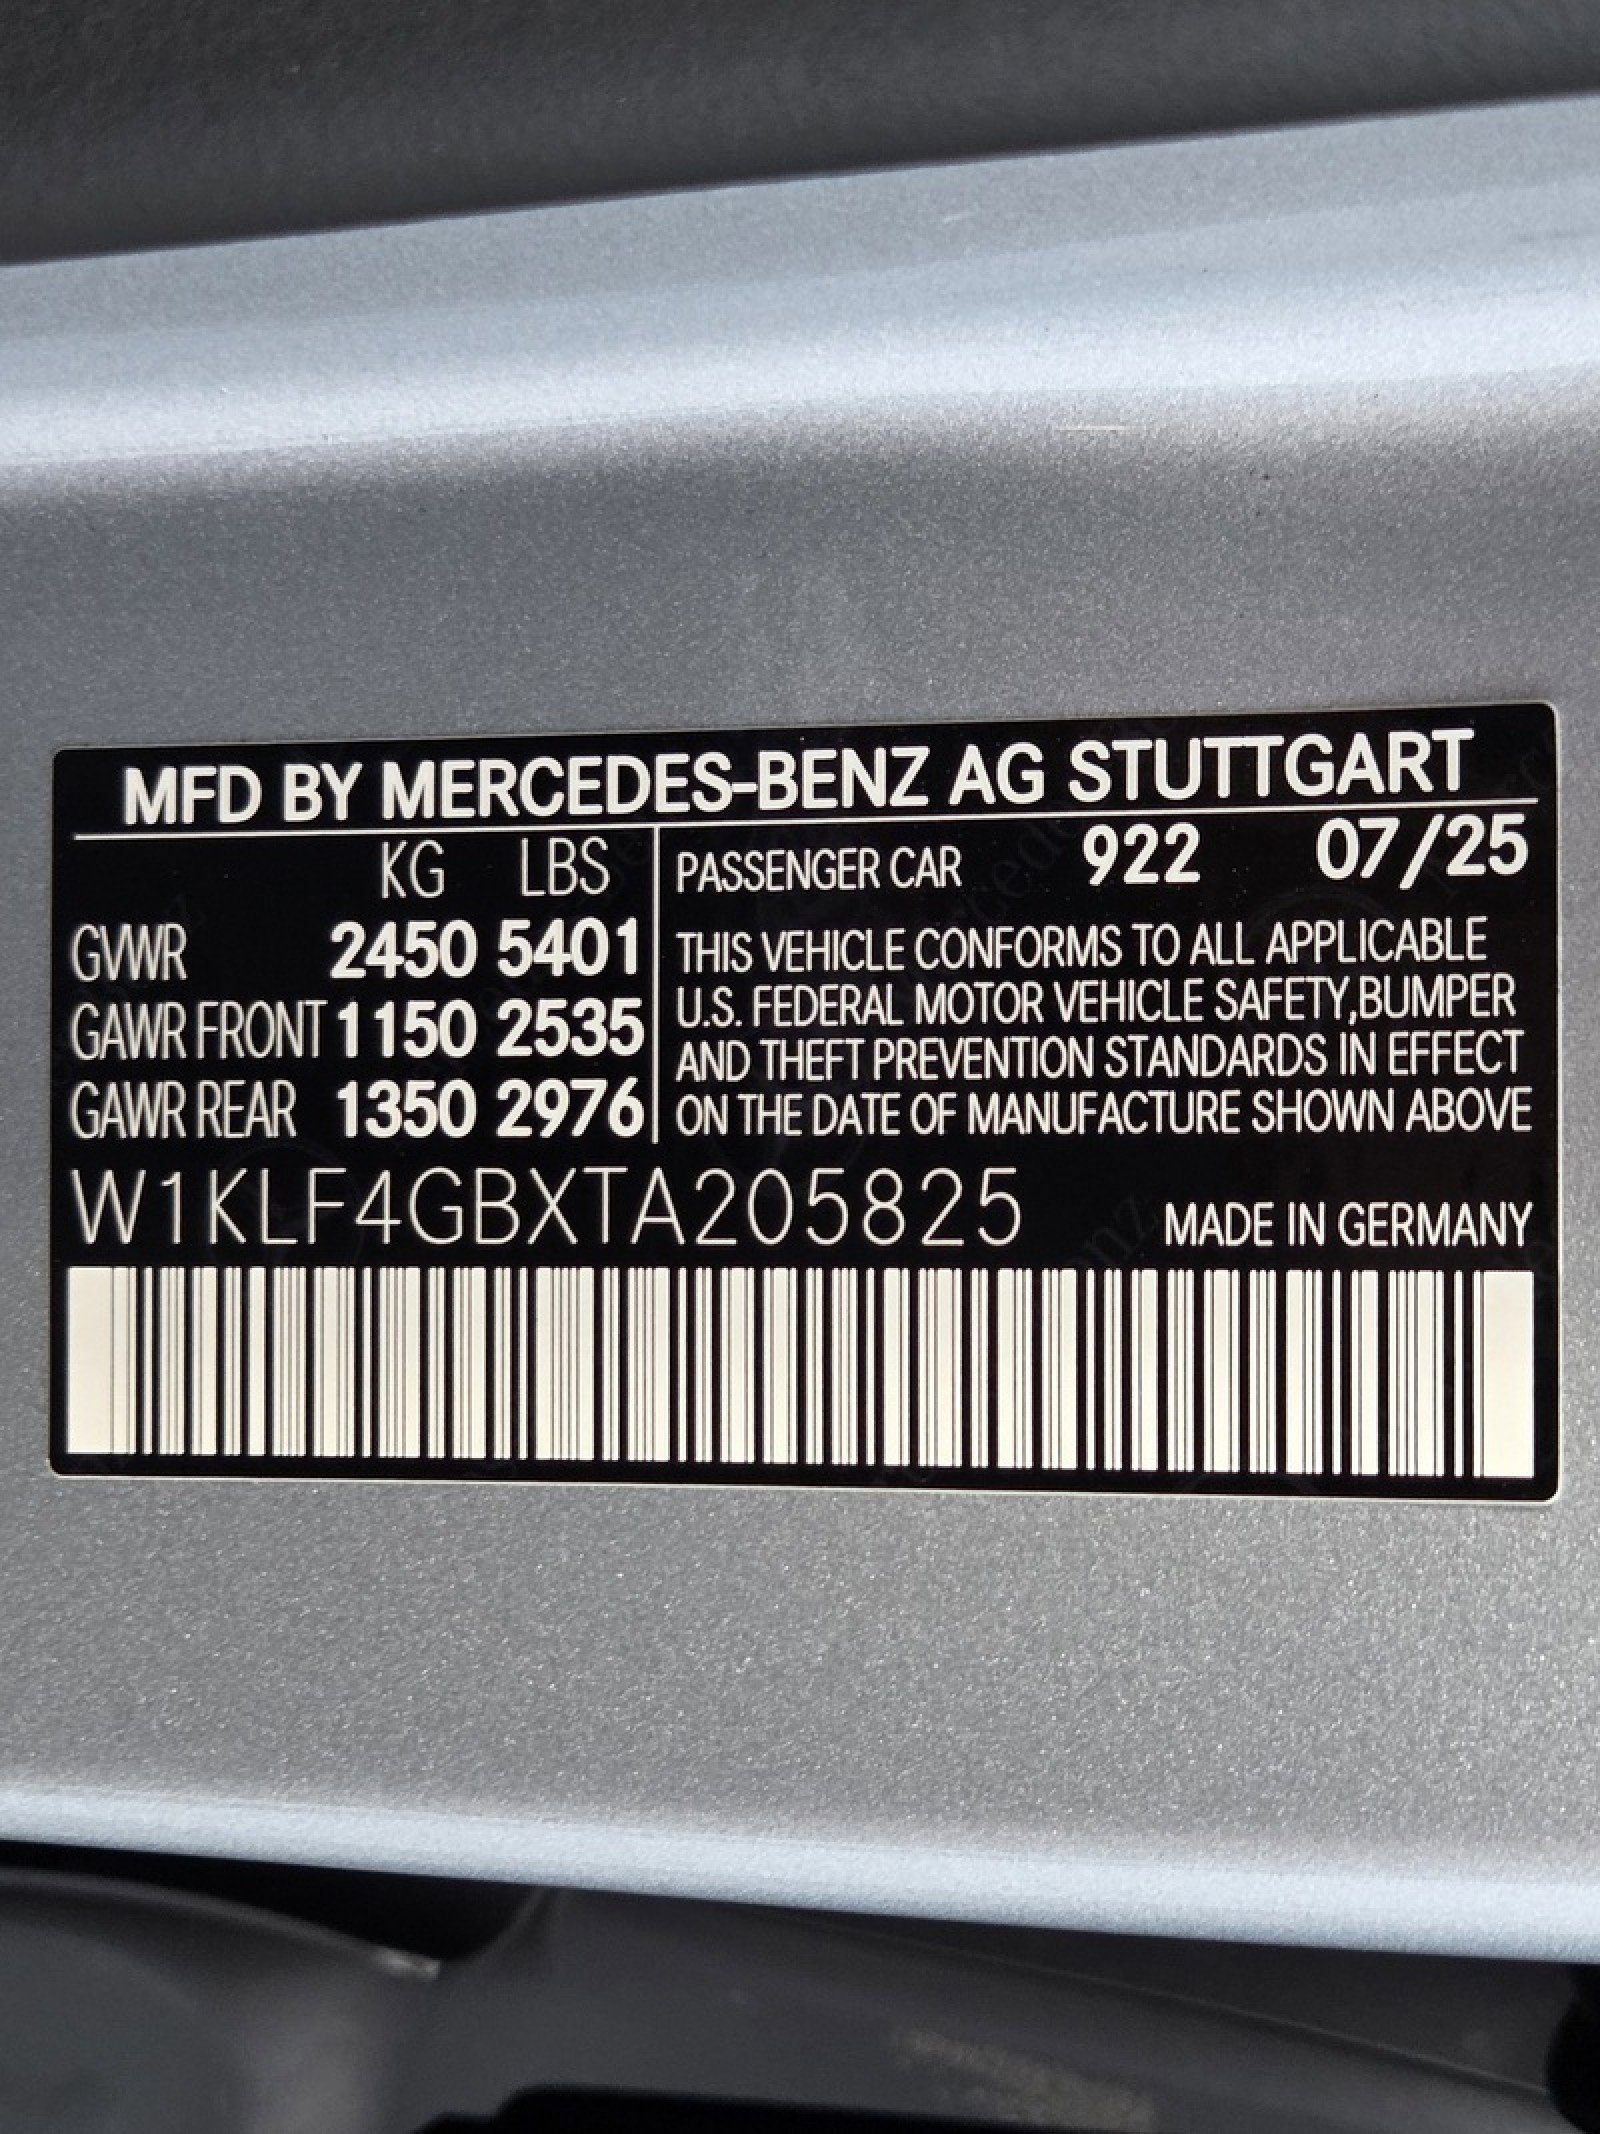 MFD BY MERCEDES-BENZ AG STUTTGART
KG LBS
GVWR 2450 5401
GAWR FRONT 1150 2535
GAWR REAR 1350 2976
PASSENGER CAR 922 07/25
THIS VEHICLE CONFORMS TO ALL APPLICABLE
U.S. FEDERAL MOTOR VEHICLE SAFETY,BUMPER
AND THEFT PREVENTION STANDARDS IN EFFECT
ON THE DATE OF MANUFACTURE SHOWN ABOVE
W1KLF4GBXTA205825
MADE IN GERMANY